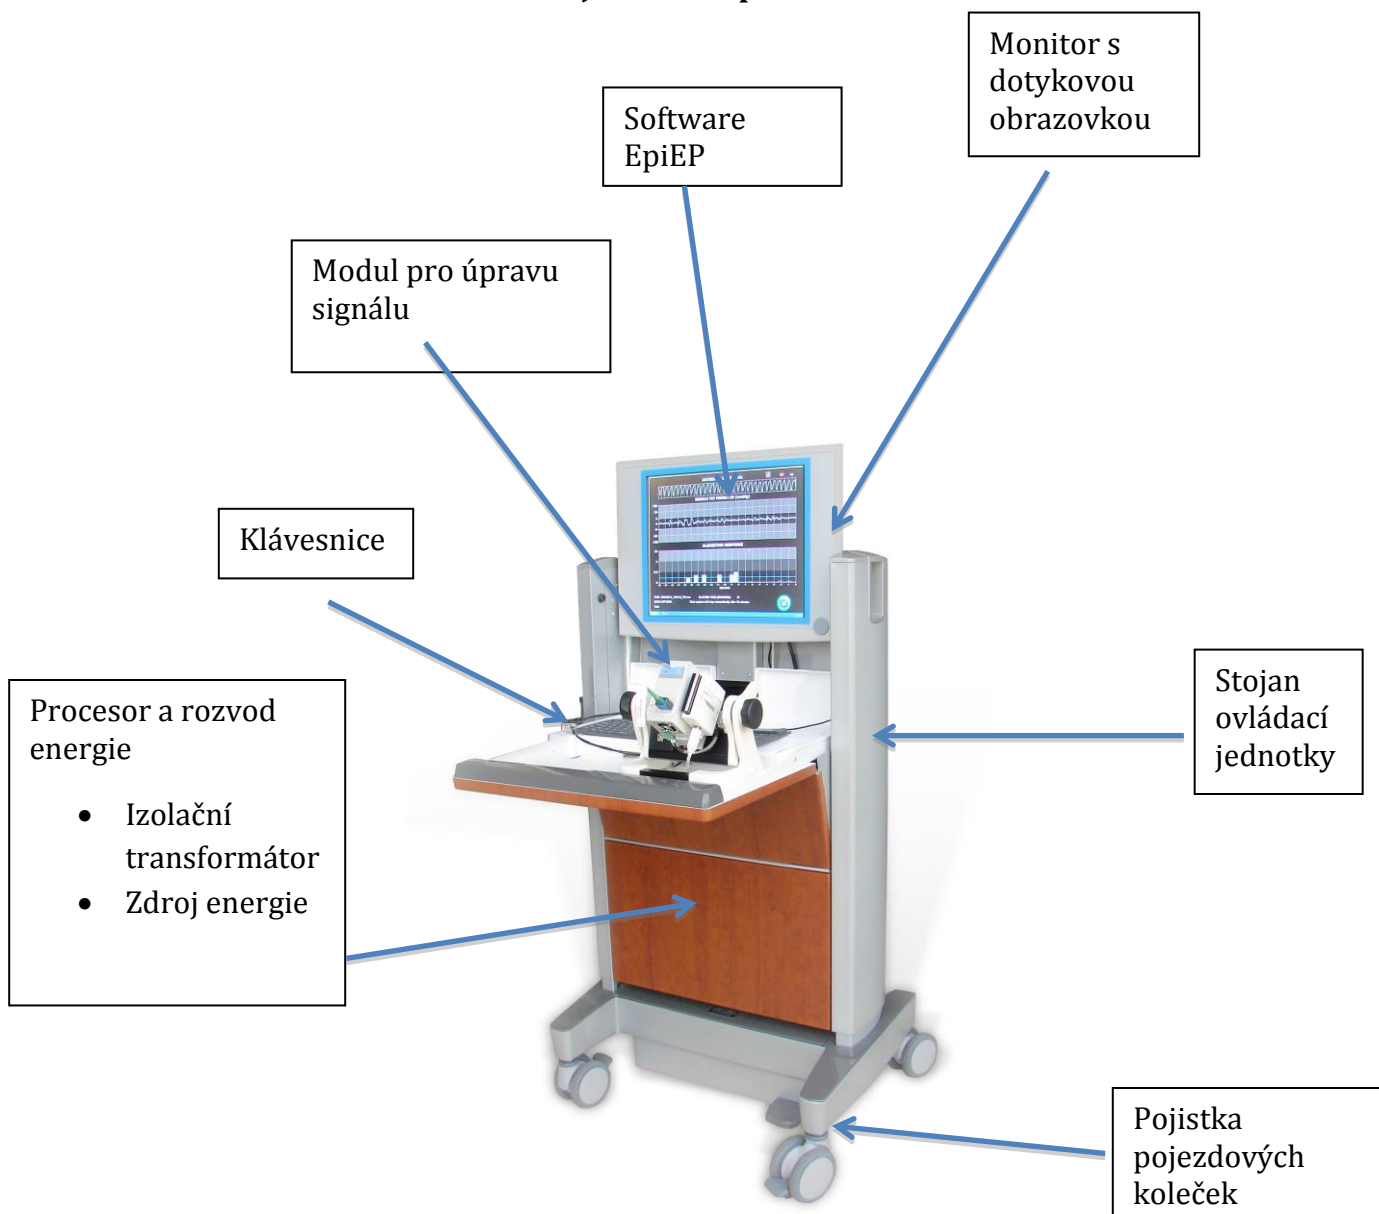 Monitor s
dotykovou
obrazovkou
Software
EpiEP
Modul pro úpravu
signálu
Klávesnice
Procesor a rozvod
energie
• Izolační
transformátor
• Zdroj energie
Stojan
ovládací
jednotky
Pojistka
pojezdových
koleček